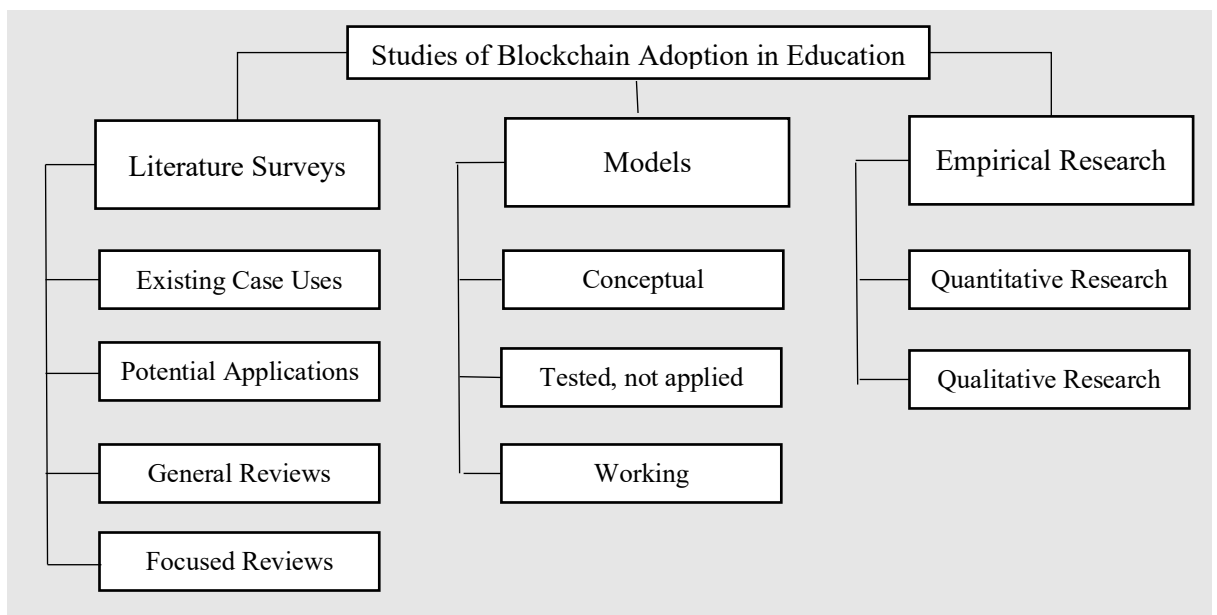 Studies of Blockchain Adoption in Education
Literature Surveys
Existing Case Uses
Potential Applications
General Reviews
Focused Reviews
Models
Conceptual
Tested, not applied
Working
Empirical Research
Quantitative Research
Qualitative Research